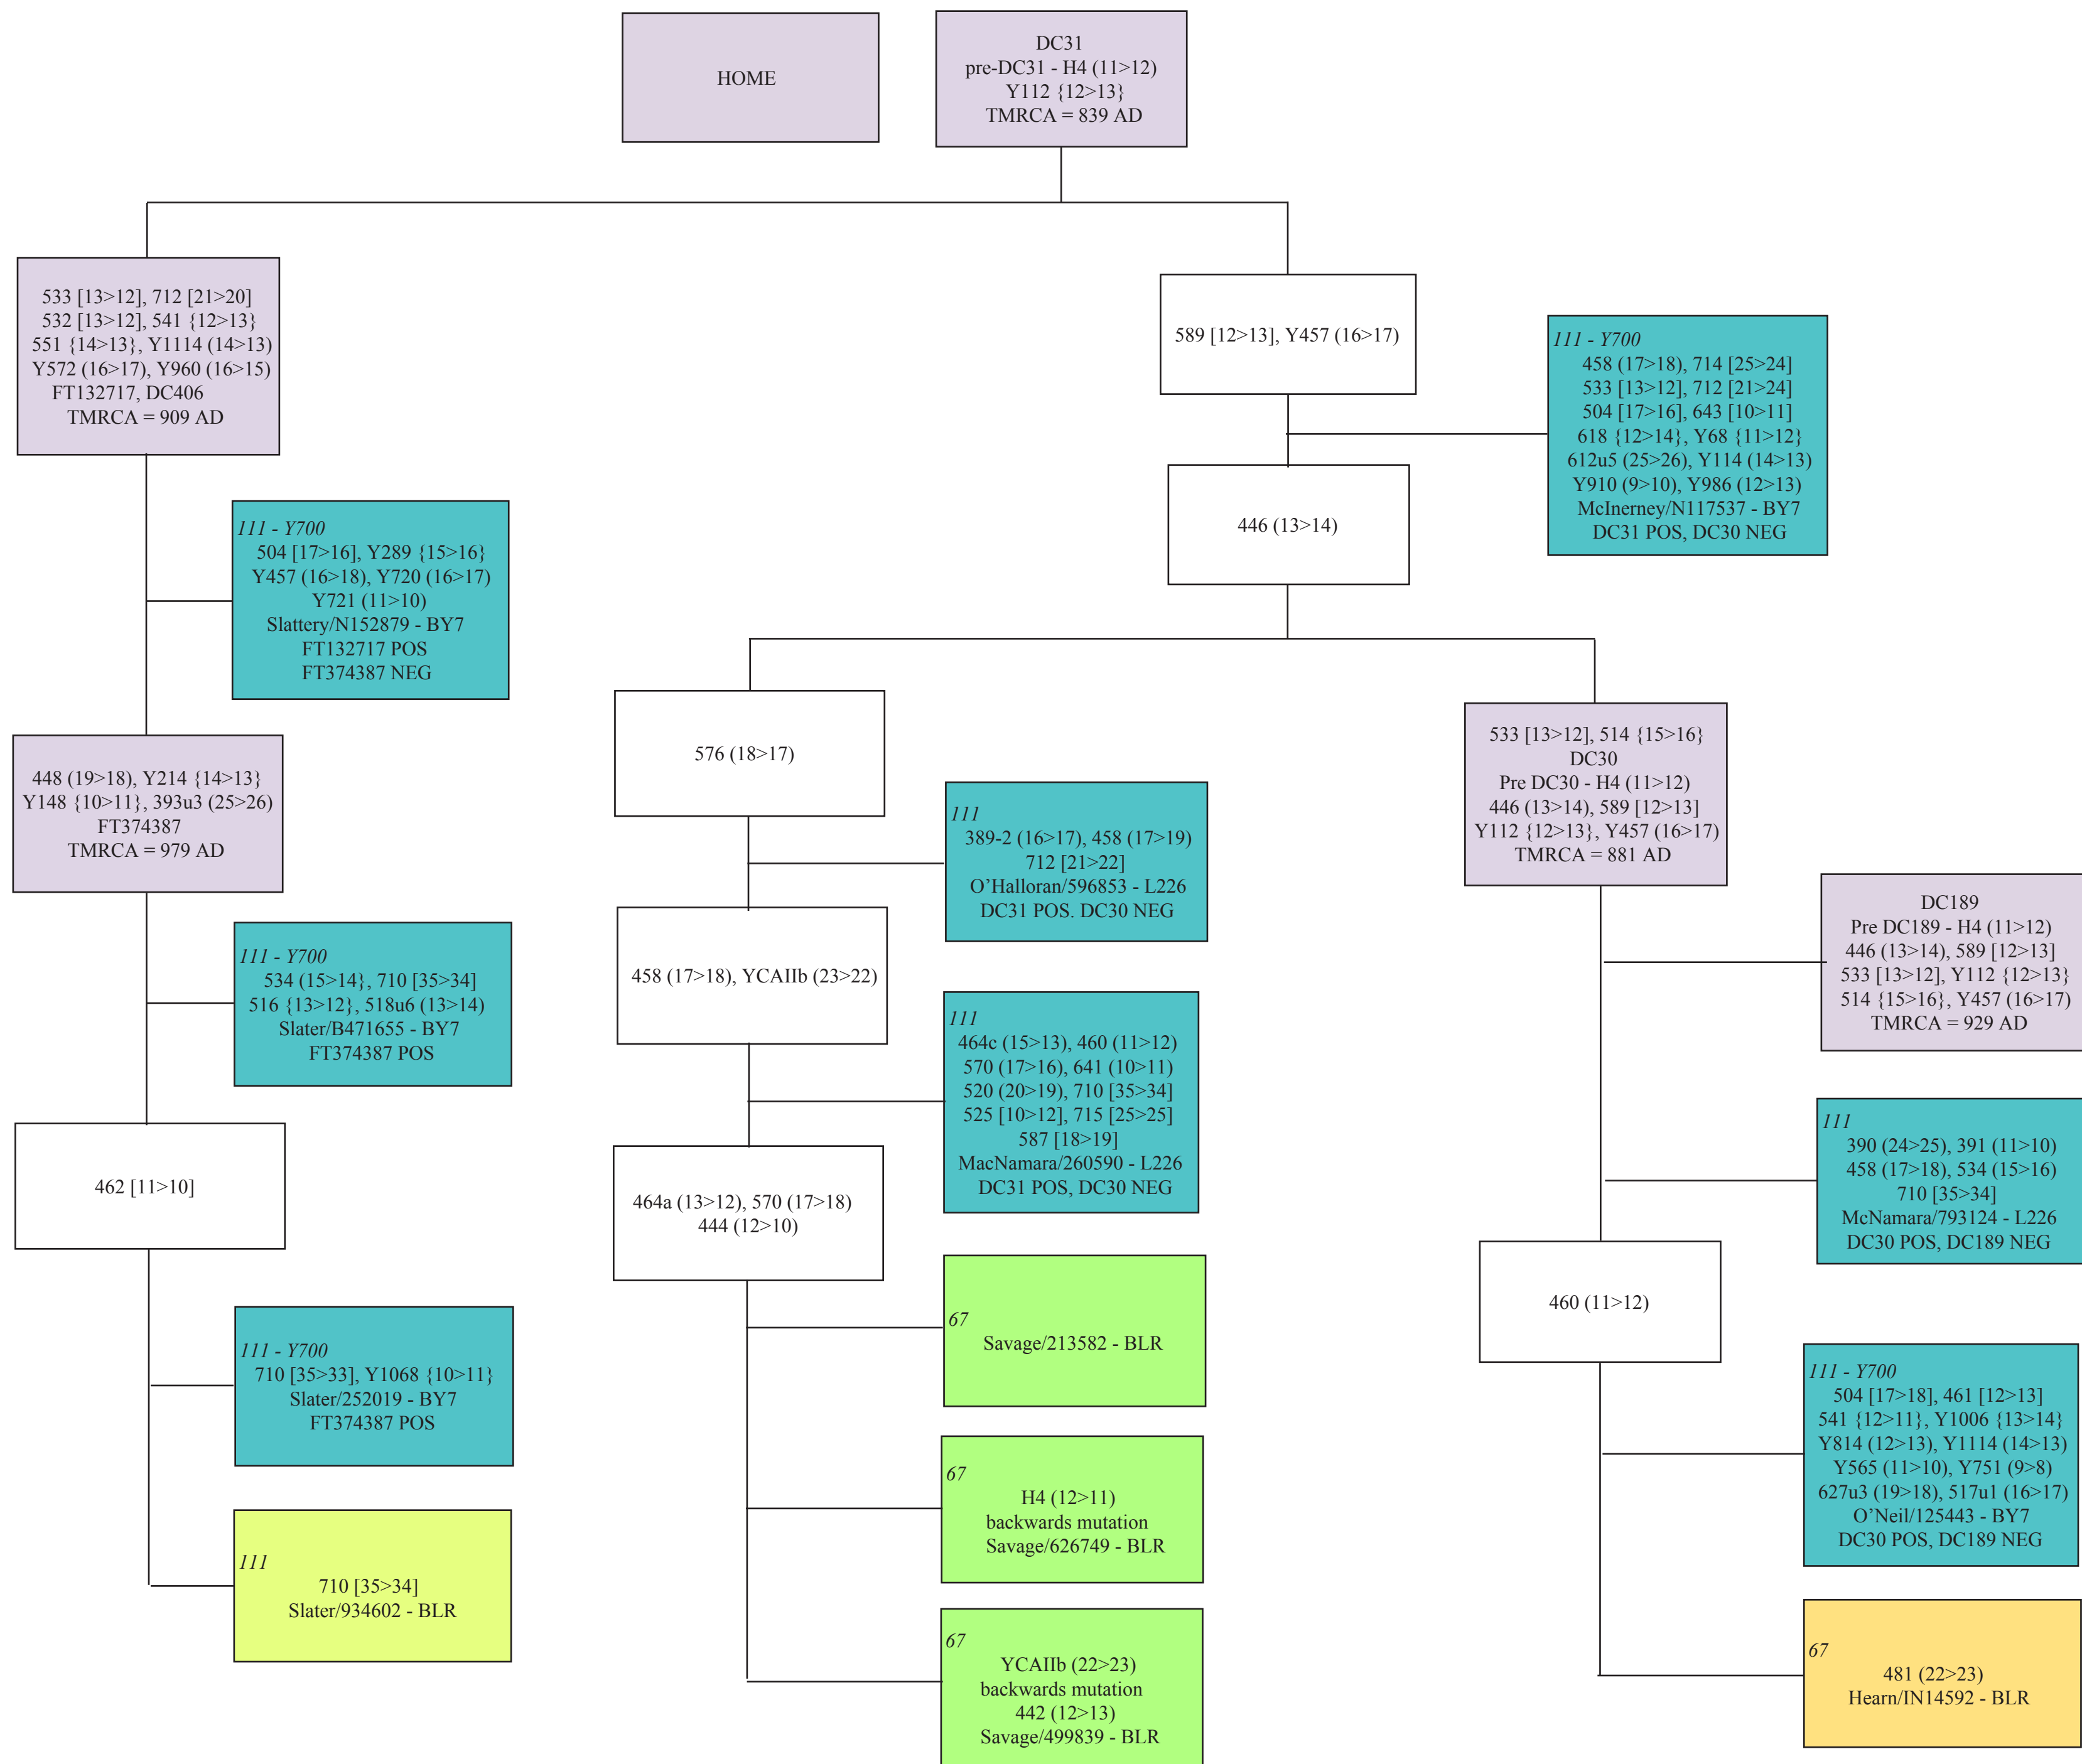 HOME
DC31
pre-DC31 - H4 (11>12)
Y112 {12>13}
TMRCA = 839 AD
533 [13>12], 712 [21>20]
532 [13>12], 541 {12>13}
551 {14>13}, Y1114 (14>13)
Y572 (16>17), Y960 (16>15)
FT132717, DC406
TMRCA = 909 AD
589 [12>13], Y457 (16>17)
111 - Y700
458 (17>18), 714 [25>24]
533 [13>12], 712 [21>24]
504 [17>16], 643 [10>11]
618 {12>14}, Y68 {11>12}
612u5 (25>26), Y114 (14>13)
Y910 (9>10), Y986 (12>13)
McInerney/N117537 - BY7
DC31 POS, DC30 NEG
446 (13>14)
111 - Y700
504 [17>16], Y289 {15>16}
Y457 (16>18), Y720 (16>17)
Y721 (11>10)
Slattery/N152879 - BY7
FT132717 POS
FT374387 NEG
448 (19>18), Y214 {14>13}
Y148 {10>11}, 393u3 (25>26)
FT374387
TMRCA = 979 AD
576 (18>17)
533 [13>12], 514 {15>16}
DC30
Pre DC30 - H4 (11>12)
446 (13>14), 589 [12>13]
Y112 {12>13}, Y457 (16>17)
TMRCA = 881 AD
111
389-2 (16>17), 458 (17>19)
712 [21>22]
O’Halloran/596853 - L226
DC31 POS. DC30 NEG
DC189
Pre DC189 - H4 (11>12)
446 (13>14), 589 [12>13]
533 [13>12], Y112 {12>13}
514 {15>16}, Y457 (16>17)
TMRCA = 929 AD
111 - Y700
534 (15>14}, 710 [35>34]
516 {13>12}, 518u6 (13>14)
Slater/B471655 - BY7
FT374387 POS
458 (17>18), YCAIIb (23>22)
111
464c (15>13), 460 (11>12)
570 (17>16), 641 (10>11)
520 (20>19), 710 [35>34]
525 [10>12], 715 [25>25]
587 [18>19]
MacNamara/260590 - L226
DC31 POS, DC30 NEG
111
390 (24>25), 391 (11>10)
458 (17>18), 534 (15>16)
710 [35>34]
McNamara/793124 - L226
DC30 POS, DC189 NEG
462 [11>10]
464a (13>12), 570 (17>18)
444 (12>10)
460 (11>12)
111 - Y700
710 [35>33], Y1068 {10>11}
Slater/252019 - BY7
FT374387 POS
67
Savage/213582 - BLR
111 - Y700
504 [17>18], 461 [12>13]
541 {12>11}, Y1006 {13>14}
Y814 (12>13), Y1114 (14>13)
Y565 (11>10), Y751 (9>8)
627u3 (19>18), 517u1 (16>17)
O’Neil/125443 - BY7
DC30 POS, DC189 NEG
67
H4 (12>11)
backwards mutation
Savage/626749 - BLR
111
710 [35>34]
Slater/934602 - BLR
67
YCAIIb (22>23)
backwards mutation
442 (12>13)
Savage/499839 - BLR
67
481 (22>23)
Hearn/IN14592 - BLR